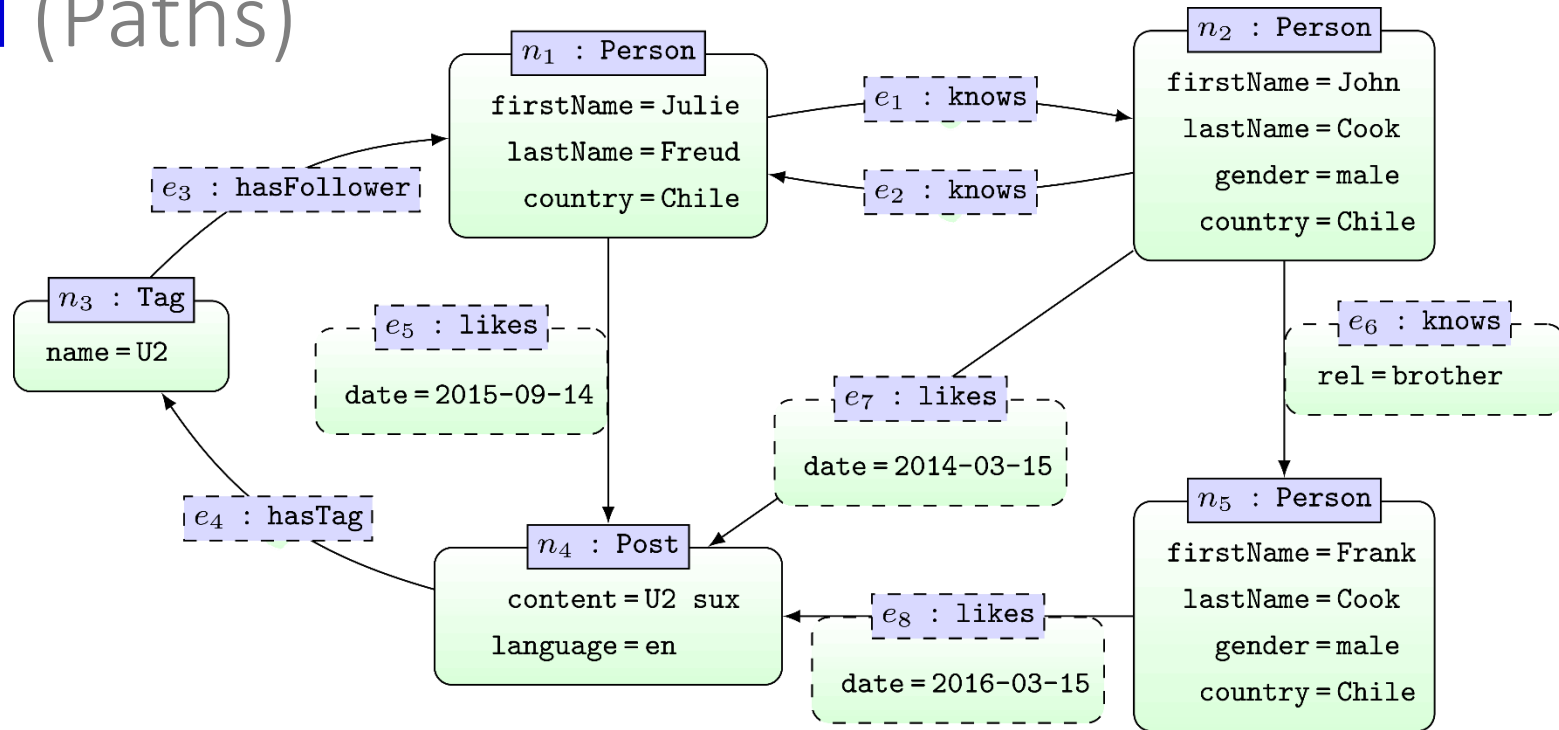 (Paths)
n₁ : Person
firstName = Julie
lastName = Freud
country = Chile
e₁ : knows
e₂ : knows
n₂ : Person
firstName = John
lastName = Cook
gender = male
country = Chile
e₃ : hasFollower
n₃ : Tag
name = U2
e₅ : likes
date = 2015-09-14
e₆ : knows
rel = brother
e₇ : likes
date = 2014-03-15
e₄ : hasTag
n₄ : Post
content = U2 sux
language = en
e₈ : likes
date = 2016-03-15
n₅ : Person
firstName = Frank
lastName = Cook
gender = male
country = Chile